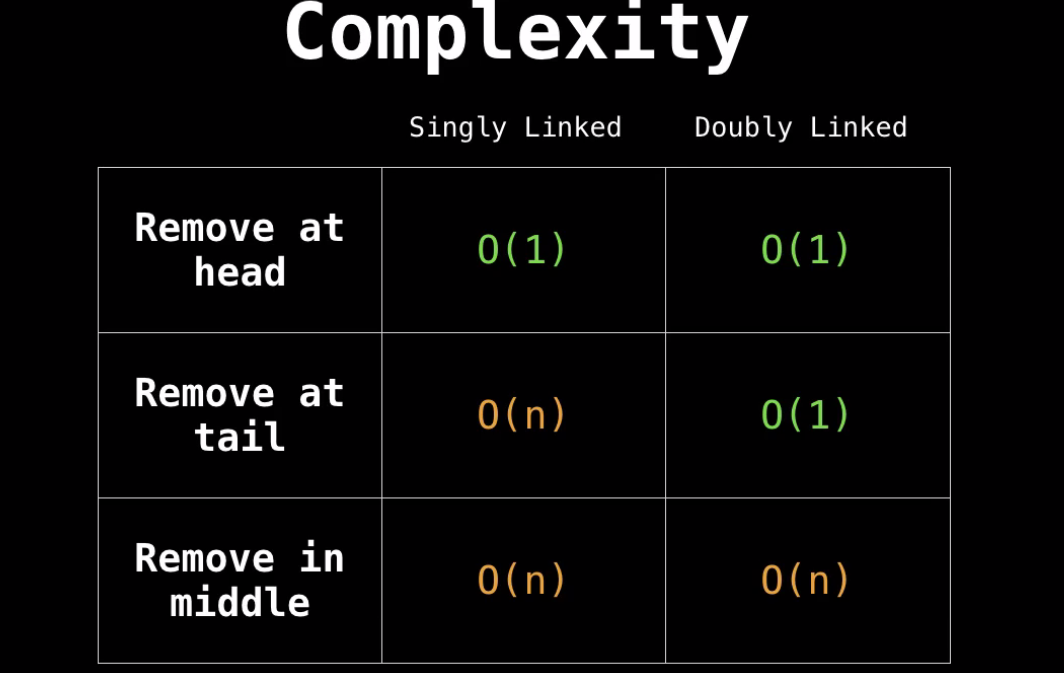 Complexity
Singly Linked Doubly Linked
Remove at
head
O(1) O(1)
Remove at
tail
O(n) O(1)
Remove in
middle
O(n) O(n)